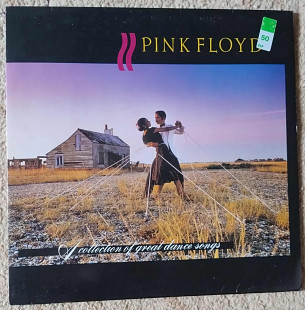 PINK FLOYD
50
A collection of great dance songs